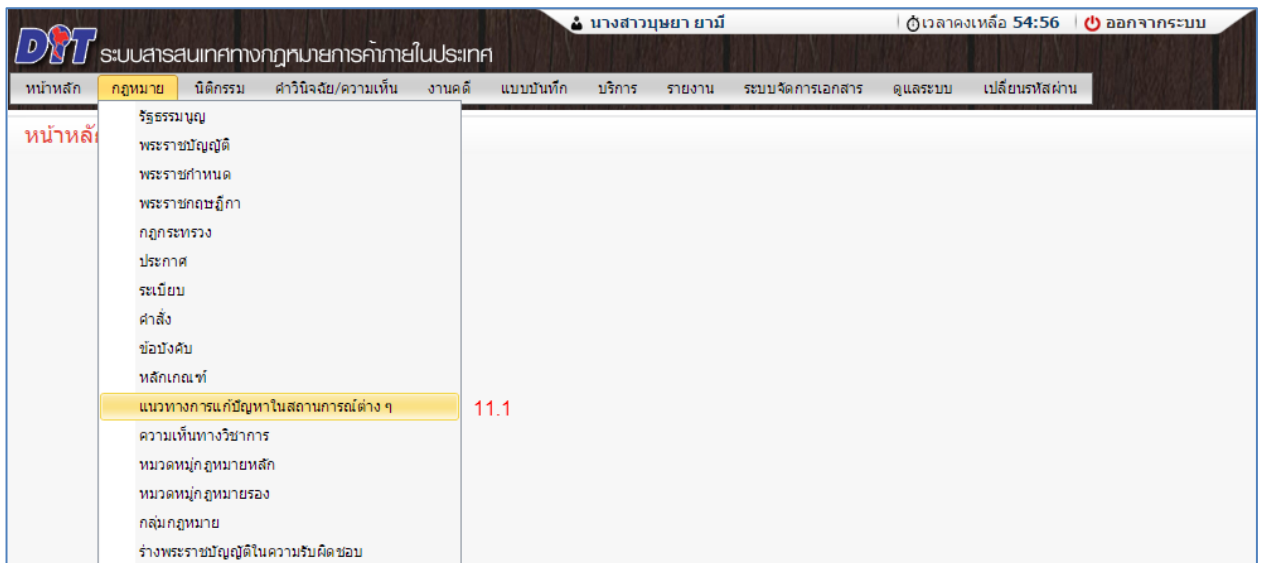 นางสาวบุษยา ยามี เวลาคงเหลือ 54:56 ออกจากระบบ
DIT ระบบสารสนเทศทางกฎหมายการค้าภายในประเทศ
หน้าหลัก กฎหมาย นิติกรรม คำวินิจฉัย/ความเห็น งานคดี แบบบันทึก บริการ รายงาน ระบบจัดการเอกสาร ดูแลระบบ เปลี่ยนรหัสผ่าน
หน้าหลัก
รัฐธรรมนูญ
พระราชบัญญัติ
พระราชกำหนด
พระราชกฤษฎีกา
กฎกระทรวง
ประกาศ
ระเบียบ
คำสั่ง
ข้อบังคับ
หลักเกณฑ์
แนวทางการแก้ปัญหาในสถานการณ์ต่าง ๆ 11.1
ความเห็นทางวิชาการ
หมวดหมู่กฎหมายหลัก
หมวดหมู่กฎหมายรอง
กลุ่มกฎหมาย
ร่างพระราชบัญญัติในความรับผิดชอบ